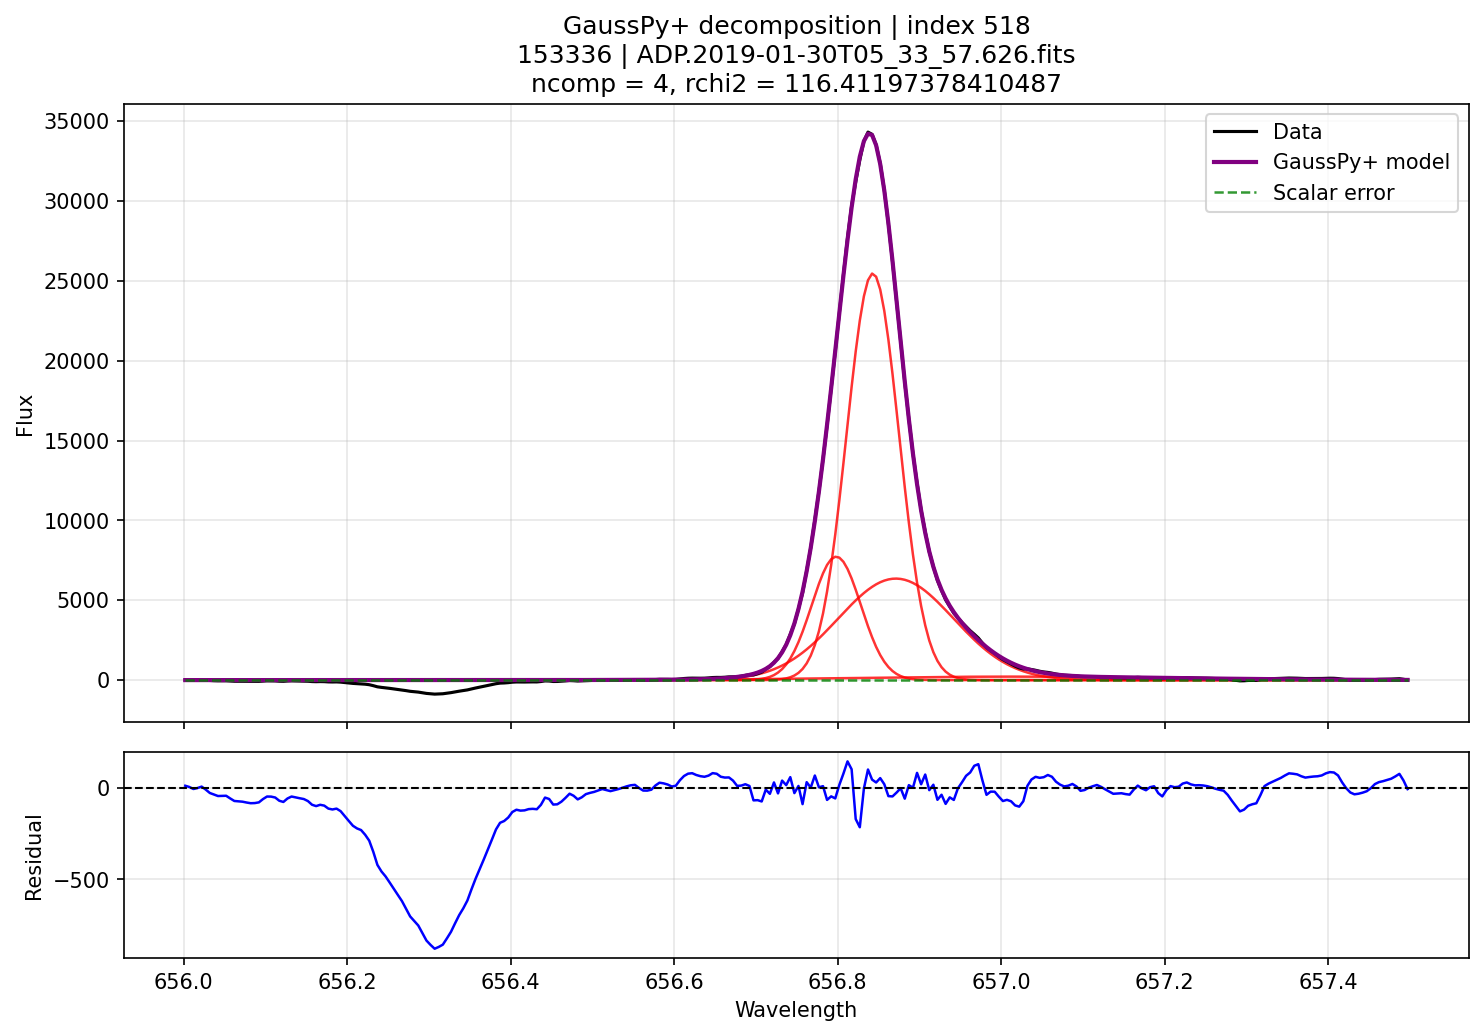 GaussPy+ decomposition | index 518
153336 | ADP.2019-01-30T05_33_57.626.fits
ncomp = 4, rchi2 = 116.41197378410487
35000
30000
25000
20000
15000
10000
5000
0
Flux
Data
GaussPy+ model
Scalar error
0
−500
Residual
656.0
656.2
656.4
656.6
656.8
657.0
657.2
657.4
Wavelength